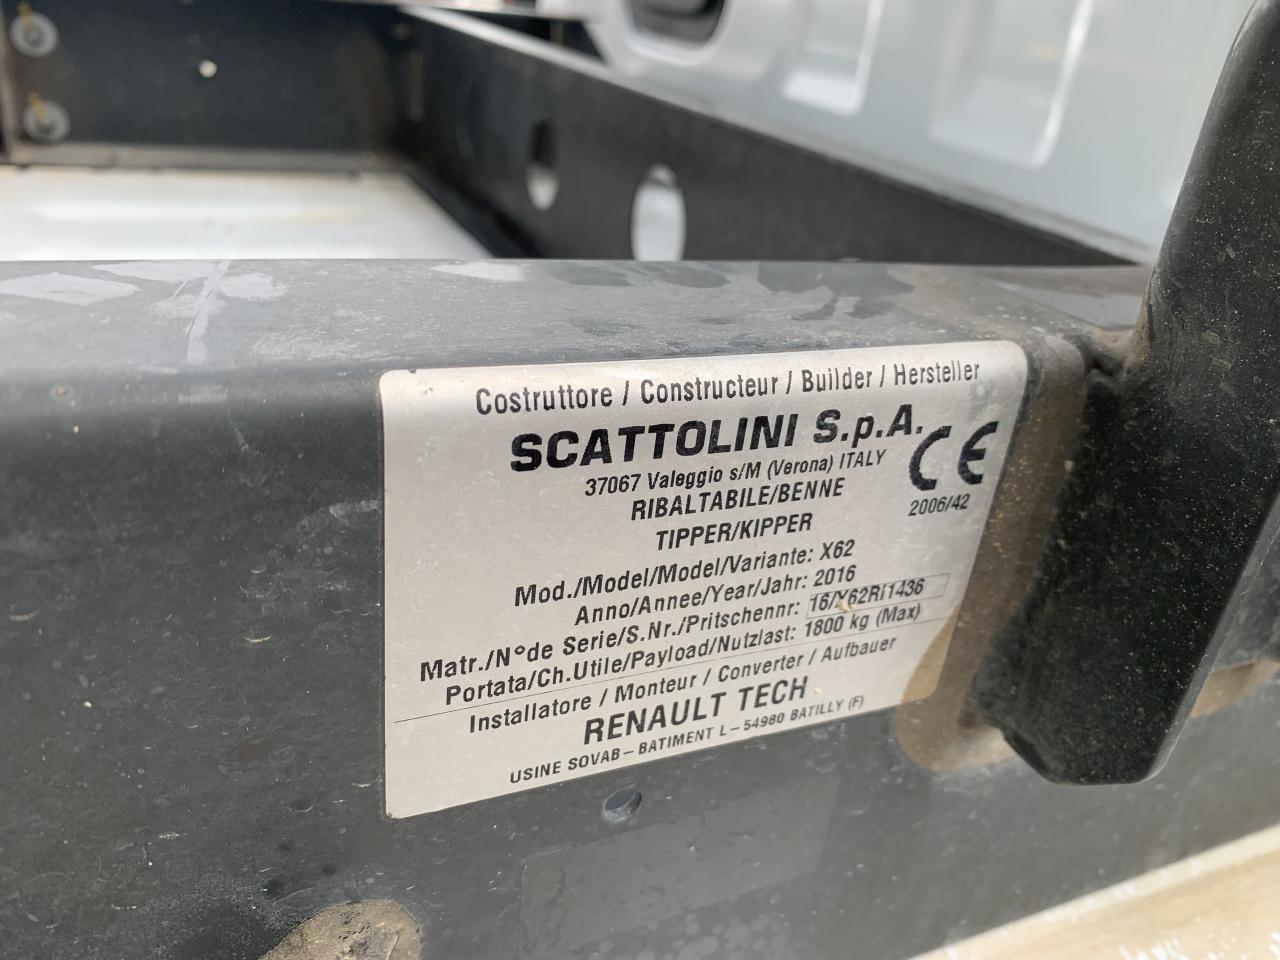 Costruttore / Constructeur / Builder / Hersteller
SCATTOLINI S.p.A.
37067 Valeggio s/M (Verona) ITALY
CE
RIBALTABILE/BENNE
2006/42
TIPPER/KIPPER
Mod./Model/Model/Variante: X62
Anno/Annee/Year/Jahr: 2016
Matr./N°de Serie/S.Nr./Pritschennr: 16/X62RI1436
Portata/Ch.Utile/Payload/Nutzlast: 1800 kg (Max)
Installatore / Monteur / Converter / Aufbauer
RENAULT TECH
USINE SOVAB-BATIMENT L-54980 BATILLY (F)